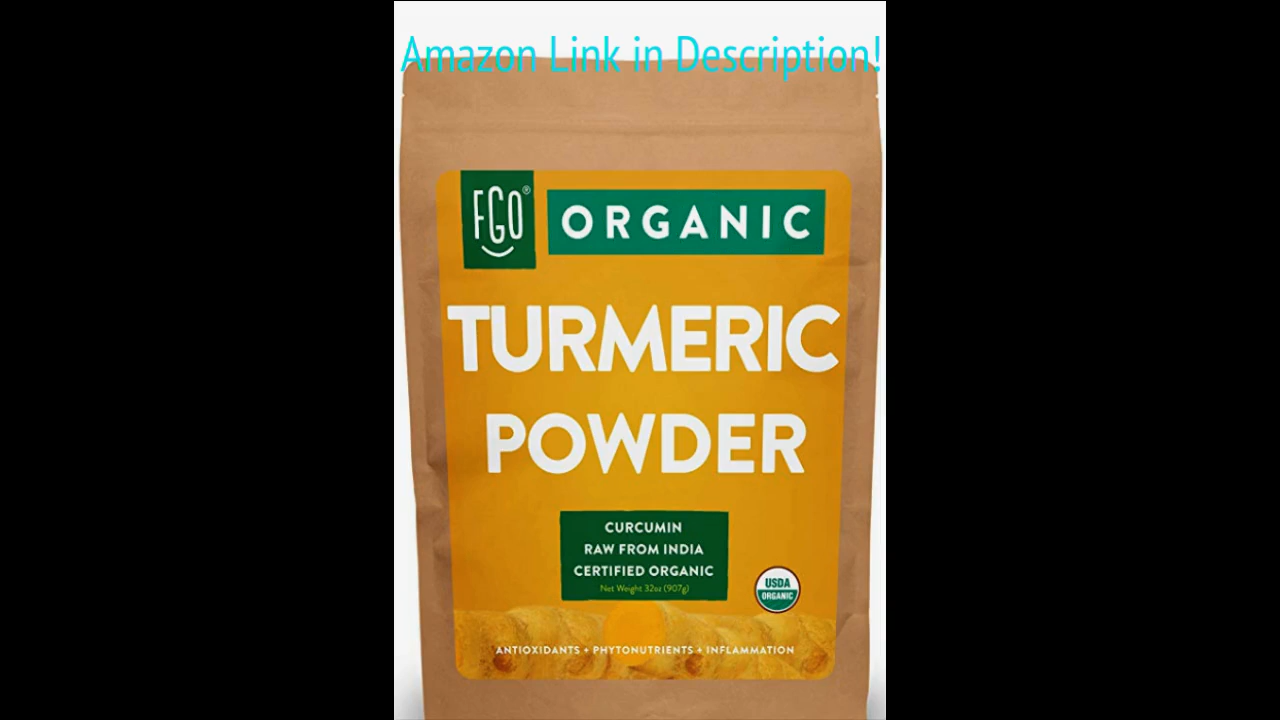 Amazon Link in Description!
FGO®
ORGANIC
TURMERIC
POWDER
CURCUMIN
RAW FROM INDIA
CERTIFIED ORGANIC
Net Weight 32oz (907g)
USDA
ORGANIC
ANTIOXIDANTS + PHYTONUTRIENTS + INFLAMMATION